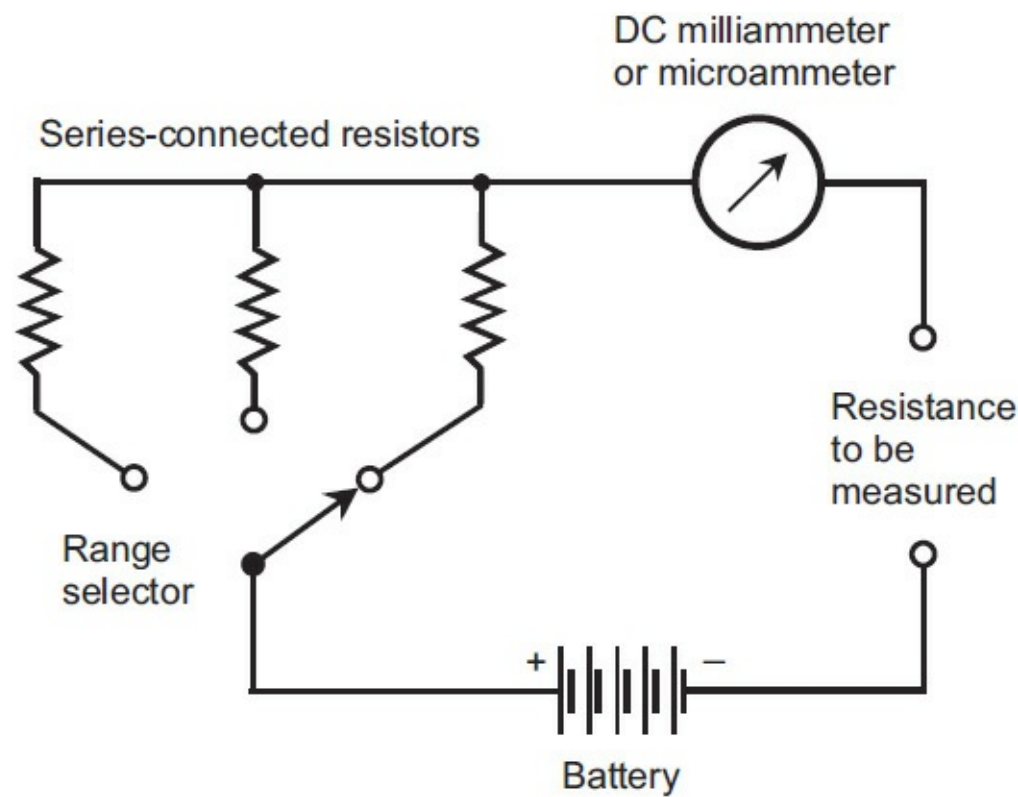 DC milliammeter
or microammeter
Series-connected resistors
Resistance
to be
measured
Range
selector
+ –
Battery